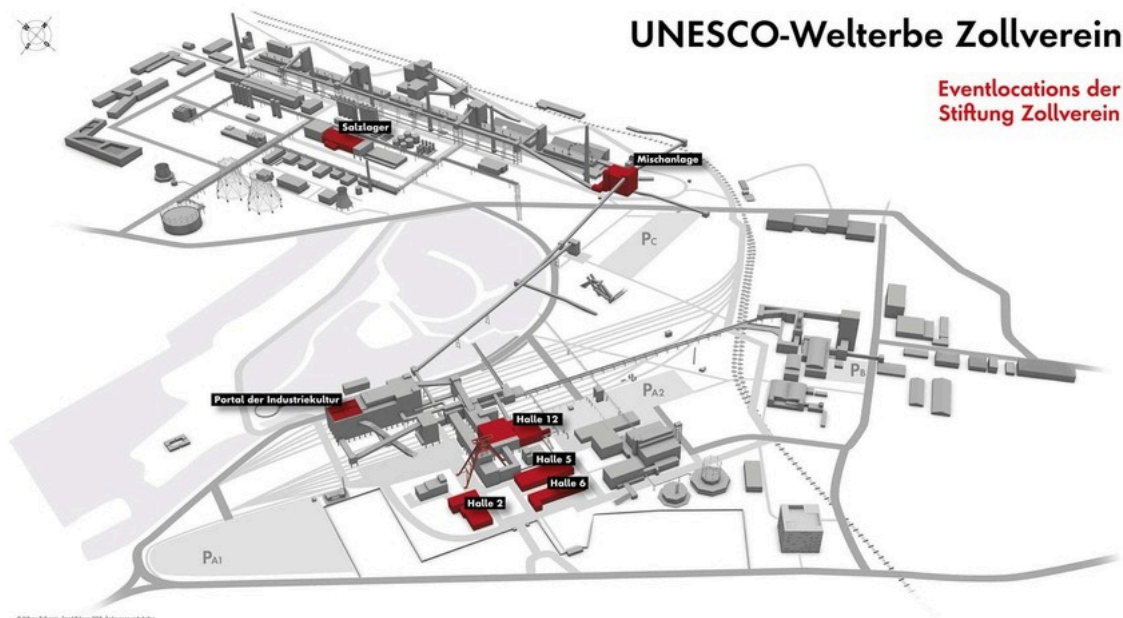 UNESCO-Welterbe Zollverein
Eventlocations der
Stiftung Zollverein
Salzlager
Mischanlage
PC
Portal der Industriekultur
PA2
PB
Halle 12
Halle 5
Halle 6
Halle 2
PA1